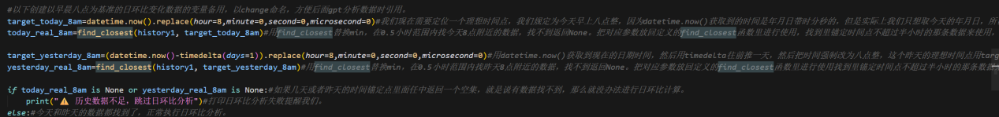 #以下创建以早晨八点为基准的日环比变化数据的变量备用，以change命名，方便后面gpt分析数据时引用。
target_today_8am=datetime.now().replace(hour=8,minute=0,second=0,microsecond=0)#我们现在需要定位一个理想时间点，我们规定为今天早上八点整，因为datetime.now()获取到的时间是年月日带时分秒的，但是实际上我们只想取今天的年月日，所
today_real_8am=find_closest(history1, target_today_8am)#用find_closest替换min，在0.5小时范围内找今天8点附近的数据，找不到返回None。把对应参数放回定义的find_closest函数里进行使用，找到里锚定时间点不超过半小时的那条数据来使用，
target_yesterday_8am=(datetime.now()-timedelta(days=1)).replace(hour=8,minute=0,second=0,microsecond=0)#用datetime.now()获取到现在的日期时间，然后用timedelta往前推一天，然后把时间强制改为八点整，这个昨天的理想时间点用targ
yesterday_real_8am=find_closest(history1, target_yesterday_8am)#用find_closest替换min，在0.5小时范围内找昨天8点附近的数据，找不到返回None。把对应参数放回定义的find_closest函数里进行使用找到里锚定时间点不超过半小时的那条数据
if today_real_8am is None or yesterday_real_8am is None:#如果几天或者昨天的时间锚定点里面任中返回一个空集，就是说有数据找不到，那么就没办法进行日环比计算。
print("⚠️ 历史数据不足，跳过日环比分析")#打印日环比分析失败提醒我们。
else:#今天和昨天的数据都找到了，正常执行日环比分析。